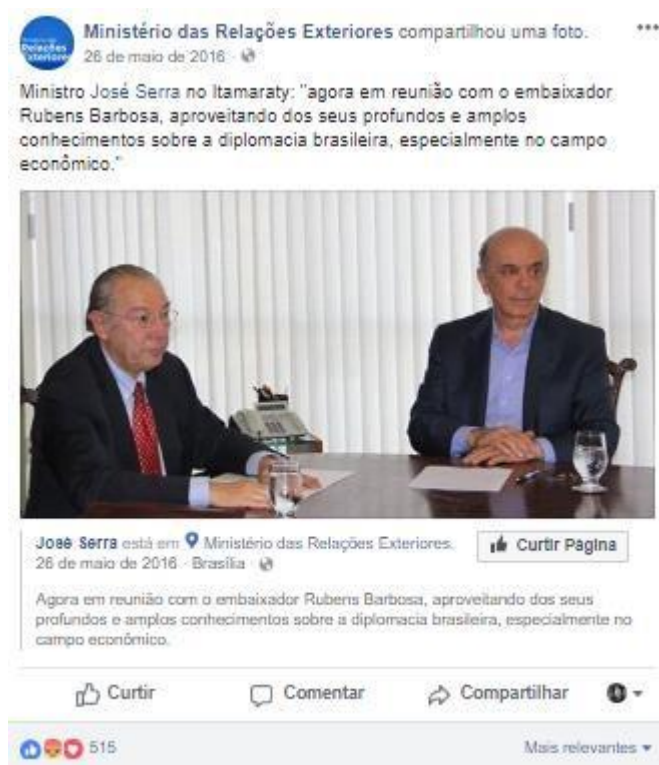 Ministério das Relações Exteriores compartilhou uma foto.
Relações
Exteriores
26 de maio de 2016 ·
Ministro José Serra no Itamaraty: "agora em reunião com o embaixador
Rubens Barbosa, aproveitando dos seus profundos e amplos
conhecimentos sobre a diplomacia brasileira, especialmente no campo
econômico."
José Serra está em Ministério das Relações Exteriores.
26 de maio de 2016 · Brasília ·
Curtir Página
Agora em reunião com o embaixador Rubens Barbosa, aproveitando dos seus
profundos e amplos conhecimentos sobre a diplomacia brasileira, especialmente no
campo econômico.
Curtir
Comentar
Compartilhar
515
Mais relevantes